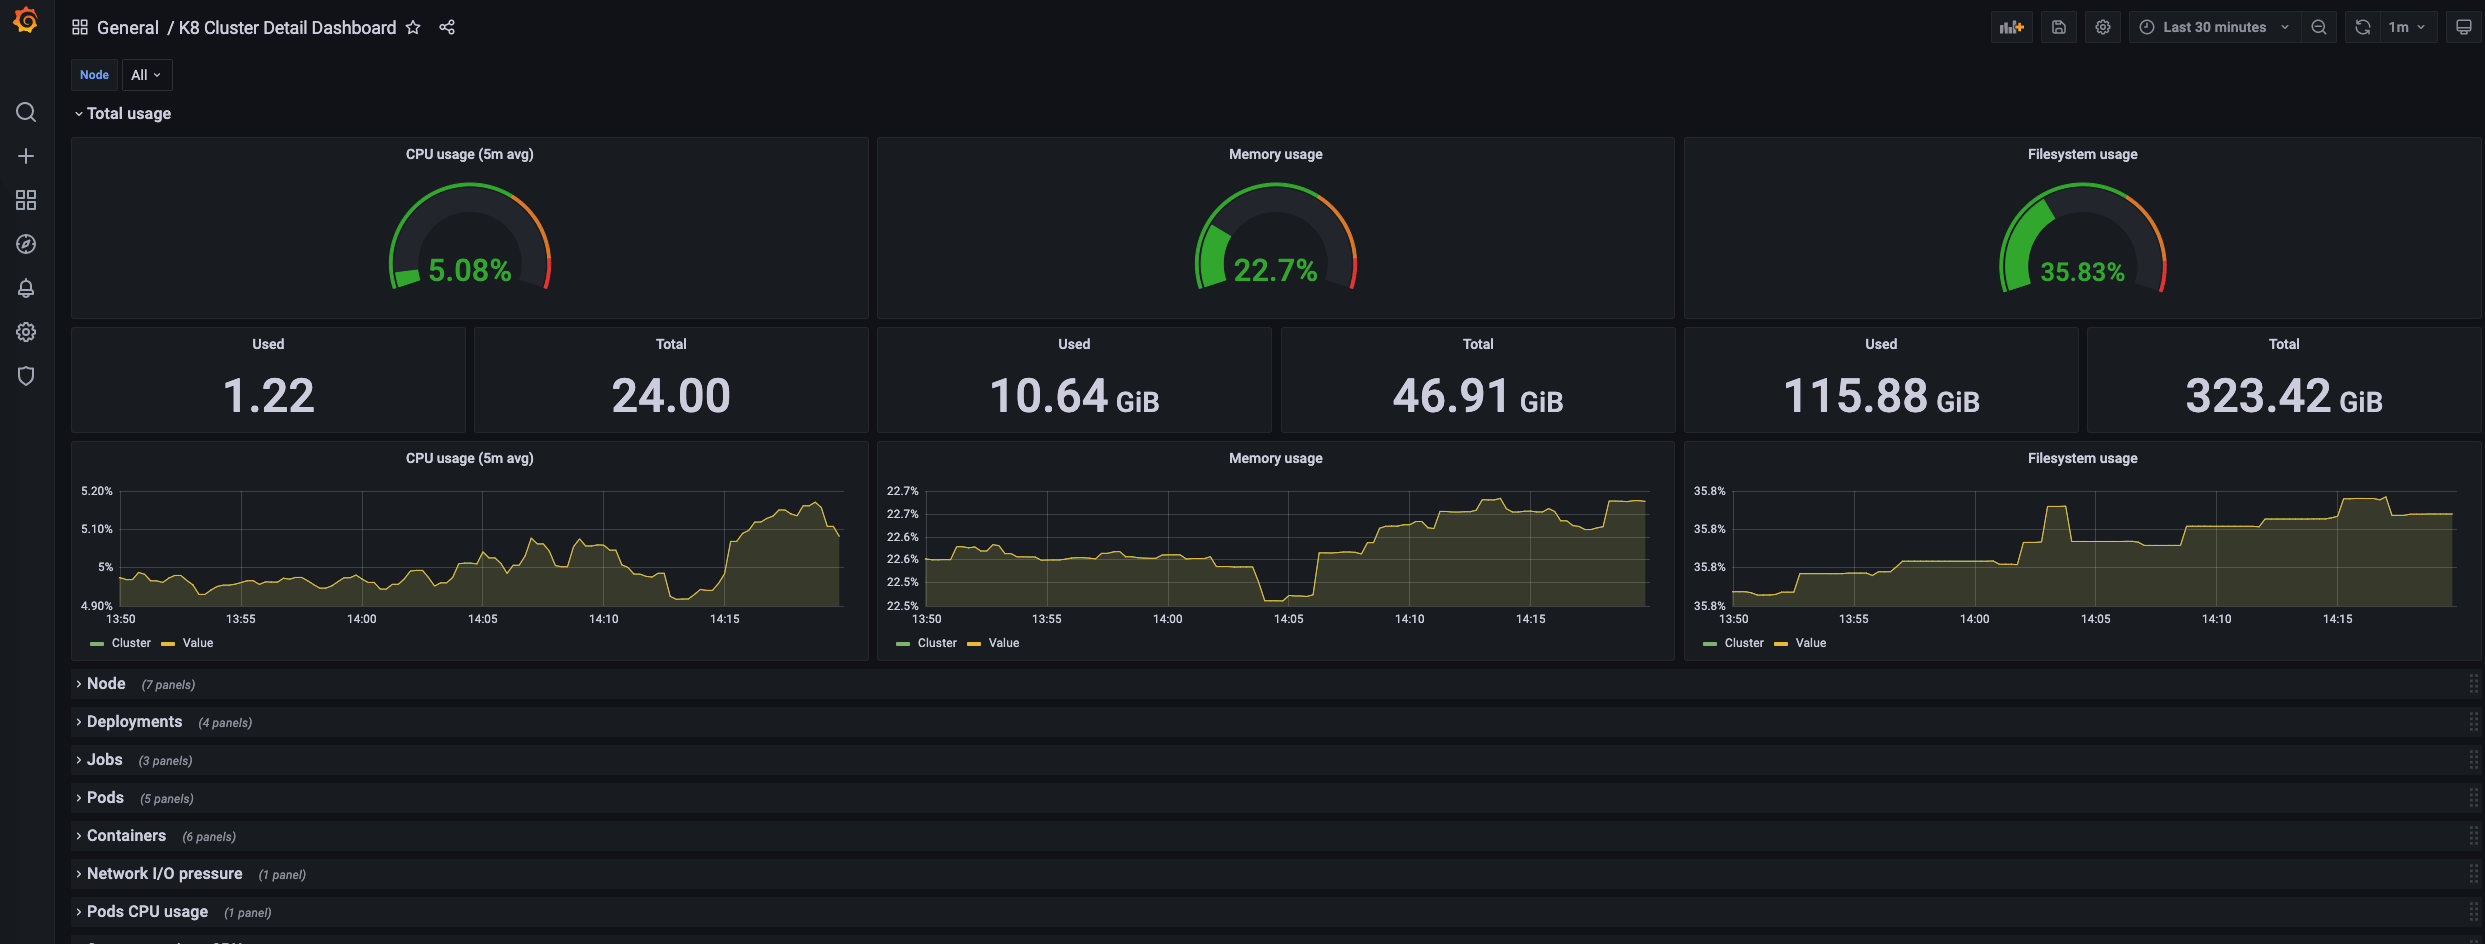 General / K8 Cluster Detail Dashboard
Last 30 minutes
1m
Node All
Total usage
CPU usage (5m avg)
5.08%
Memory usage
22.7%
Filesystem usage
35.83%
Used
1.22
Total
24.00
Used
10.64 GiB
Total
46.91 GiB
Used
115.88 GiB
Total
323.42 GiB
CPU usage (5m avg)
5.20%
5.10%
5%
4.90%
13:50 13:55 14:00 14:05 14:10 14:15
Cluster Value
Memory usage
22.7%
22.7%
22.6%
22.6%
22.5%
22.5%
13:50 13:55 14:00 14:05 14:10 14:15
Cluster Value
Filesystem usage
35.8%
35.8%
35.8%
35.8%
13:50 13:55 14:00 14:05 14:10 14:15
Cluster Value
Node (7 panels)
Deployments (4 panels)
Jobs (3 panels)
Pods (5 panels)
Containers (6 panels)
Network I/O pressure (1 panel)
Pods CPU usage (1 panel)